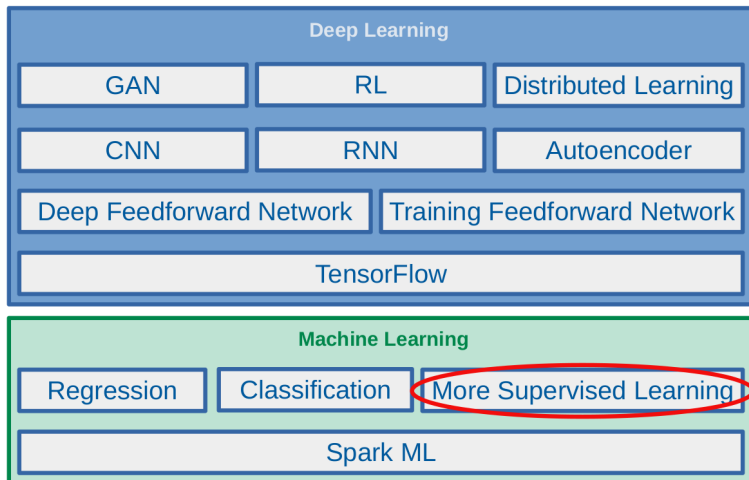 Deep Learning
GAN RL Distributed Learning
CNN RNN Autoencoder
Deep Feedforward Network Training Feedforward Network
TensorFlow
Machine Learning
Regression Classification More Supervised Learning
Spark ML